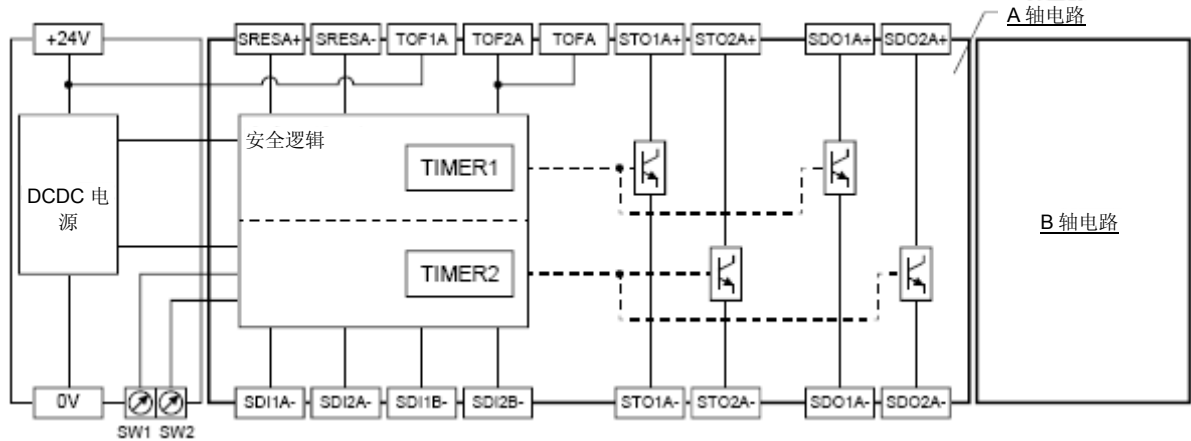 A 轴电路
+24V
SRESA+
SRESA-
TOF1A
TOF2A
TOFA
STO1A+
STO2A+
SDO1A+
SDO2A+
安全逻辑
TIMER1
DCDC 电
源
B 轴电路
TIMER2
0V
SDI1A-
SDI2A-
SDI1B-
SDI2B-
STO1A-
STO2A-
SDO1A-
SDO2A-
SW1
SW2